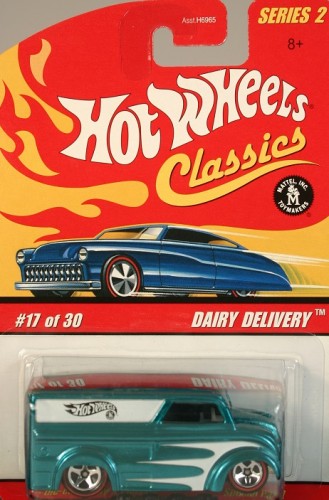 SERIES 2
Asst.H6965
8+
HOT WHEELS
Classics
MATTEL, INC.
M
TOYMAKERS
#17 of 30
DAIRY DELIVERY™
HOT WHEELS